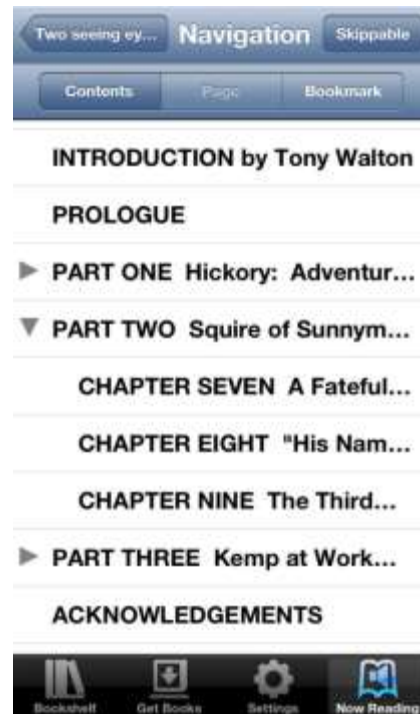 Two seeing ey... Navigation Skippable
Contents Page Bookmark
INTRODUCTION by Tony Walton
PROLOGUE
PART ONE Hickory: Adventur...
PART TWO Squire of Sunnym...
CHAPTER SEVEN A Fateful...
CHAPTER EIGHT "His Nam...
CHAPTER NINE The Third...
PART THREE Kemp at Work...
ACKNOWLEDGEMENTS
Bookshelf Get Books Settings Now Reading